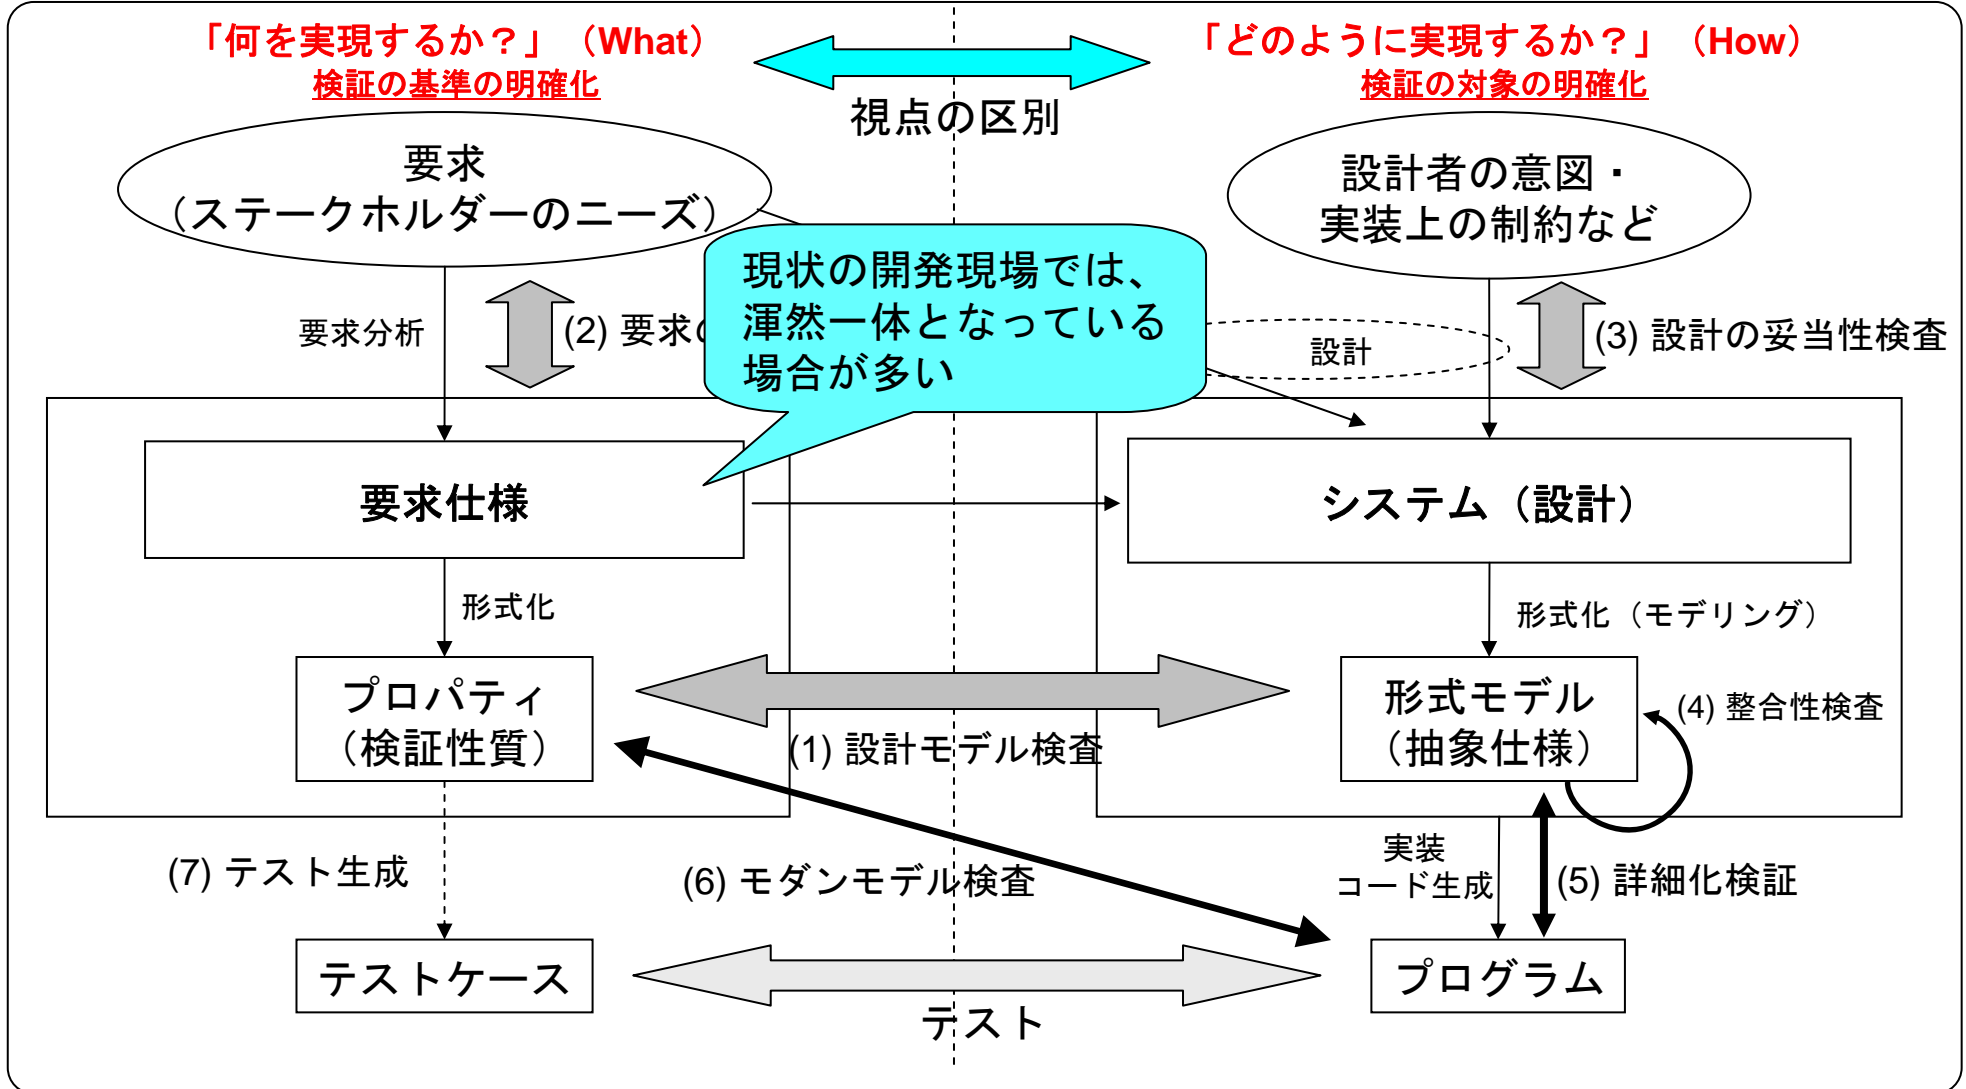 「何を実現するか？」（What）
検証の基準の明確化
「どのように実現するか？」（How）
検証の対象の明確化
視点の区別
要求
（ステークホルダーのニーズ）
設計者の意図・
実装上の制約など
現状の開発現場では、
渾然一体となっている
場合が多い
要求分析
(2) 要求
設計
(3) 設計の妥当性検査
要求仕様
システム（設計）
形式化
形式化（モデリング）
プロパティ
（検証性質）
(1) 設計モデル検査
形式モデル
（抽象仕様）
(4) 整合性検査
(7) テスト生成
(6) モダンモデル検査
実装
コード生成
(5) 詳細化検証
テストケース
プログラム
テスト